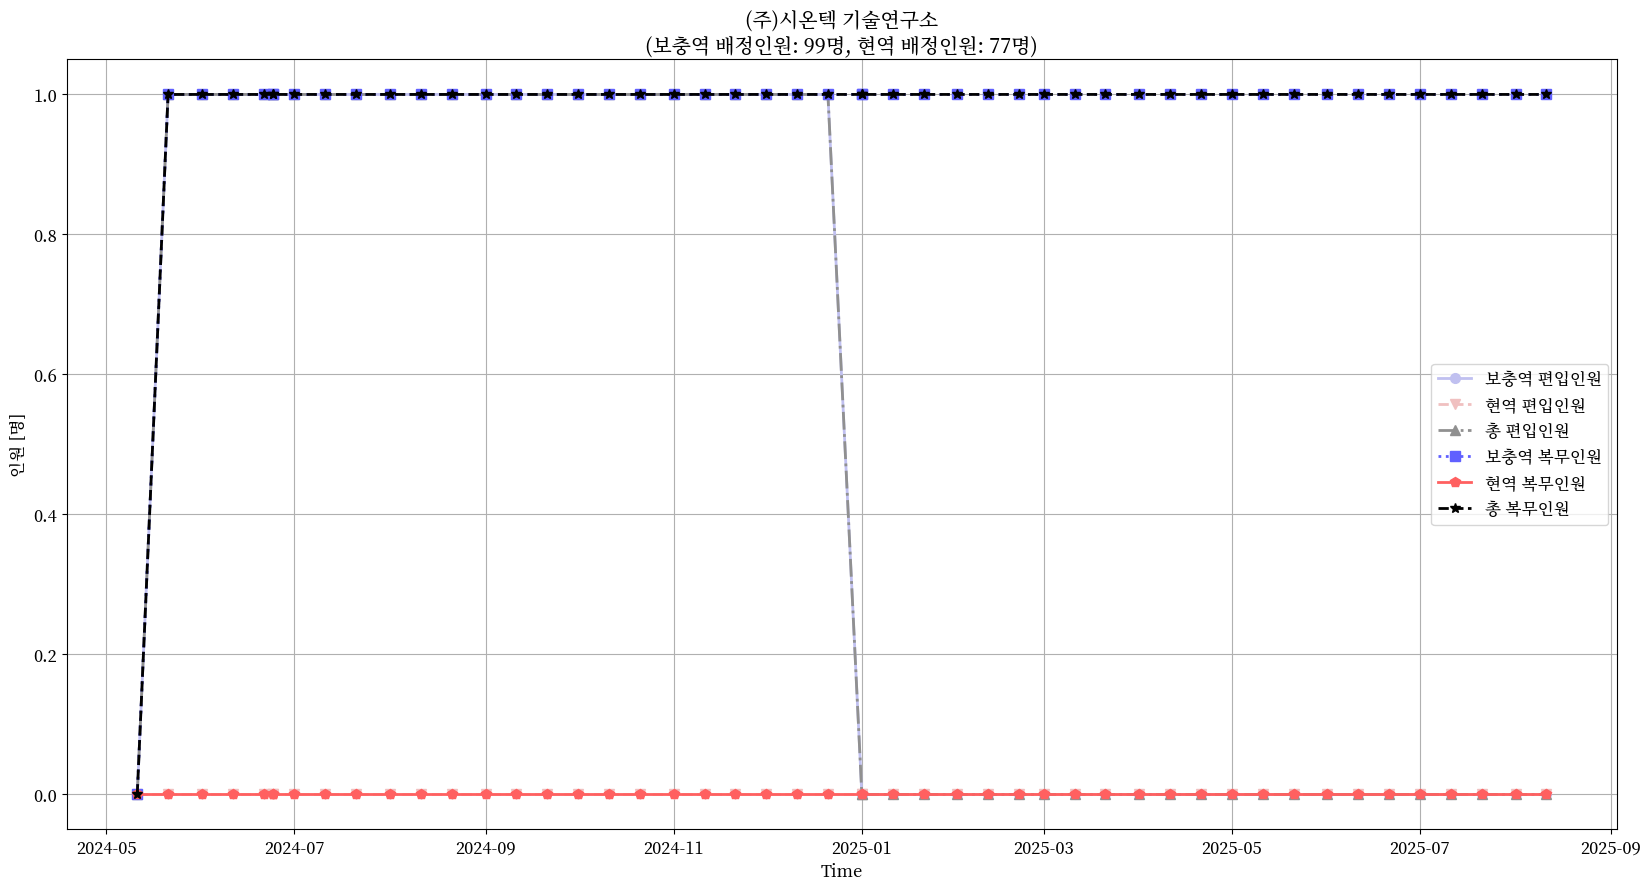 (주)시온텍 기술연구소
(보충역 배정인원: 99명, 현역 배정인원: 77명)
인원 [명]
1.0
0.8
0.6
0.4
0.2
0.0
보충역 편입인원
현역 편입인원
총 편입인원
보충역 복무인원
현역 복무인원
총 복무인원
2024-05 2024-07 2024-09 2024-11 2025-01 2025-03 2025-05 2025-07 2025-09
Time